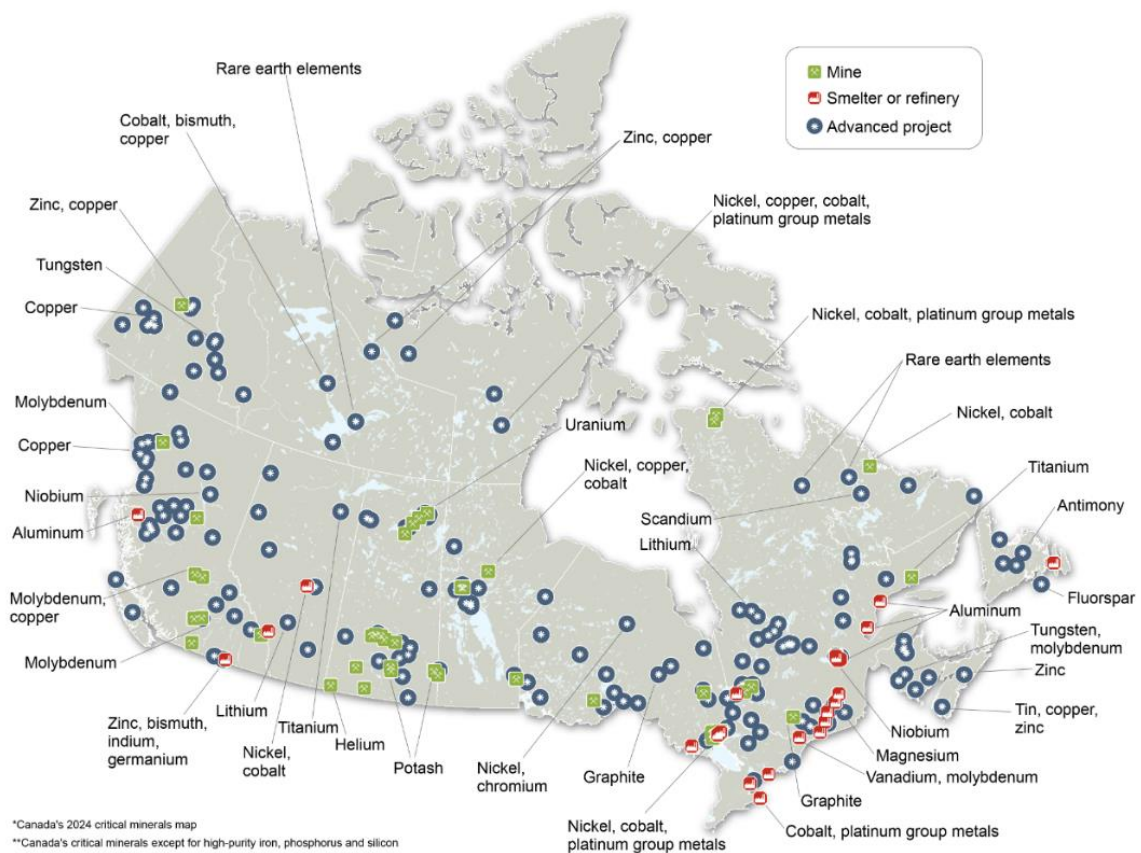 Rare earth elements
Mine
Smelter or refinery
Advanced project
Cobalt, bismuth,
copper
Zinc, copper
Zinc, copper
Nickel, copper, cobalt,
platinum group metals
Tungsten
Copper
Nickel, cobalt, platinum group metals
Rare earth elements
Molybdenum
Nickel, cobalt
Uranium
Copper
Nickel, copper,
cobalt
Titanium
Niobium
Antimony
Scandium
Aluminum
Lithium
Molybdenum,
copper
Fluorspar
Aluminum
Tungsten,
molybdenum
Molybdenum
Zinc
Zinc, bismuth,
indium,
germanium
Lithium
Titanium
Tin, copper,
zinc
Nickel,
cobalt
Helium
Potash
Niobium
Nickel,
chromium
Graphite
Magnesium
Vanadium, molybdenum
Graphite
Nickel, cobalt,
platinum group metals
Cobalt, platinum group metals
*Canada's 2024 critical minerals map
**Canada's critical minerals except for high-purity iron, phosphorus and silicon